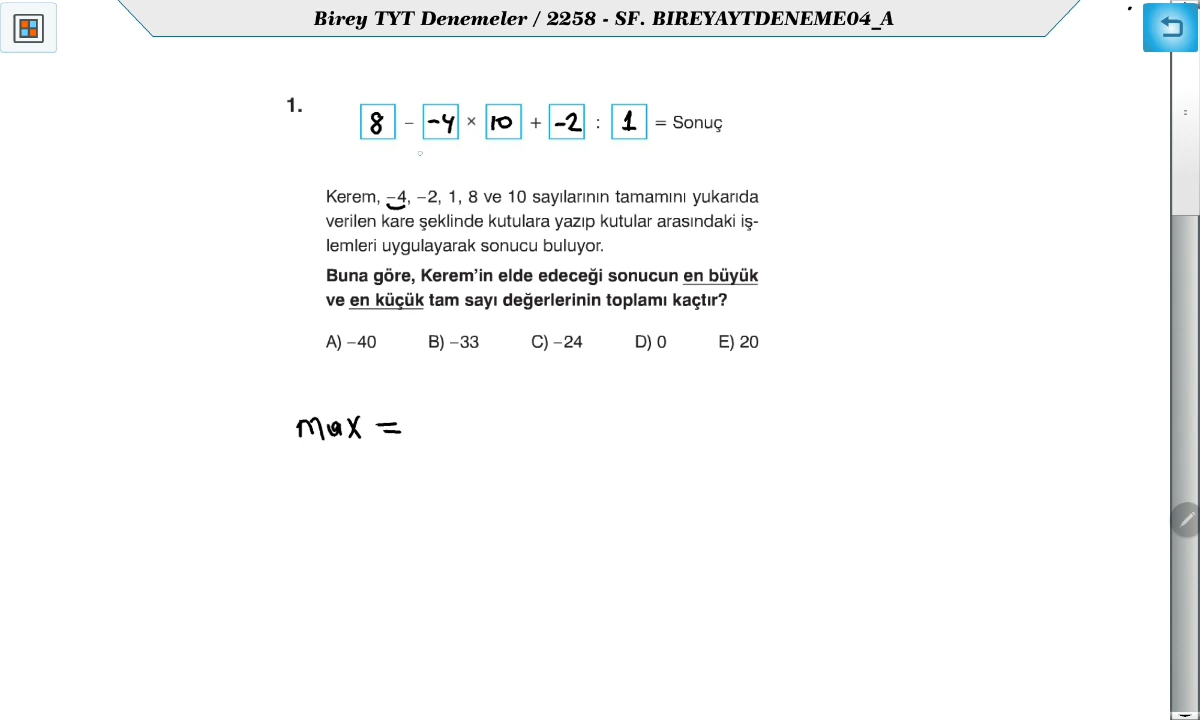 Birey TYT Denemeler / 2258 - SF. BIREYAYTDENEME04_A
1.
8 − -4 × 10 + -2 : 1 = Sonuç
Kerem, −4, −2, 1, 8 ve 10 sayılarının tamamını yukarıda
verilen kare şeklinde kutulara yazıp kutular arasındaki iş-
lemleri uygulayarak sonucu buluyor.
Buna göre, Kerem’in elde edeceği sonucun en büyük
ve en küçük tam sayı değerlerinin toplamı kaçtır?
A) −40 B) −33 C) −24 D) 0 E) 20
max =